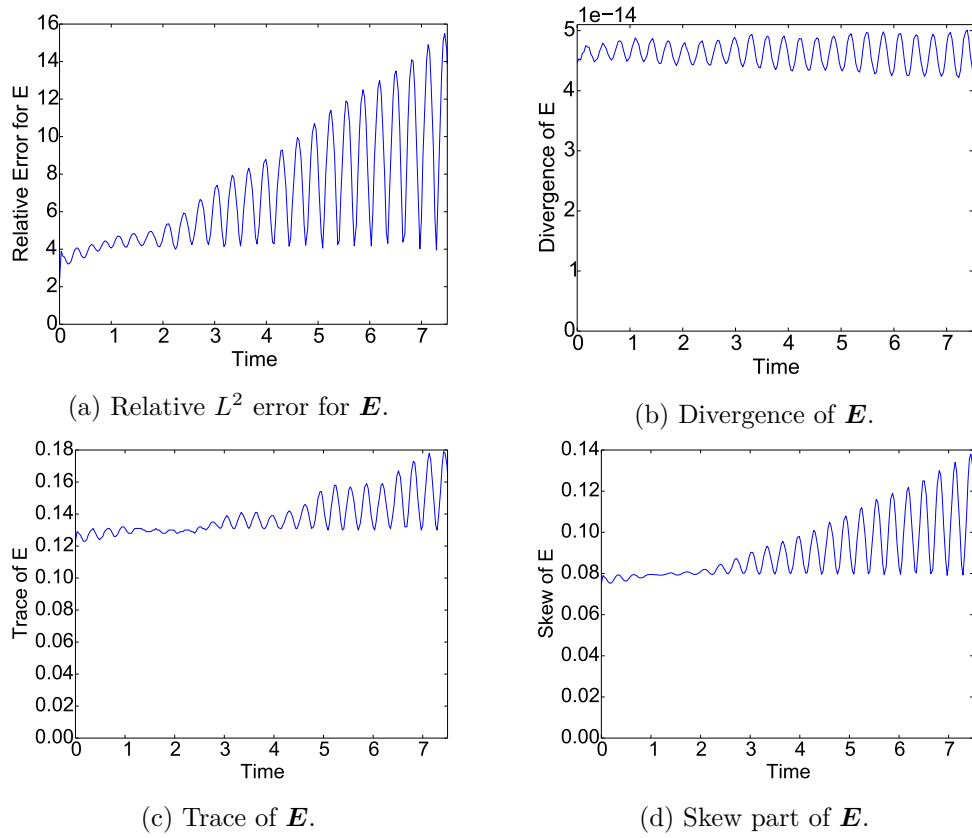 16
14
12
10
8
6
4
2
0
Relative Error for E
0 1 2 3 4 5 6 7
Time
(a) Relative L² error for E.
1e−14
5
4
3
2
1
0
Divergence of E
0 1 2 3 4 5 6 7
Time
(b) Divergence of E.
0.18
0.16
0.14
0.12
0.10
0.08
0.06
0.04
0.02
0.00
Trace of E
0 1 2 3 4 5 6 7
Time
(c) Trace of E.
0.14
0.12
0.10
0.08
0.06
0.04
0.02
0.00
Skew of E
0 1 2 3 4 5 6 7
Time
(d) Skew part of E.